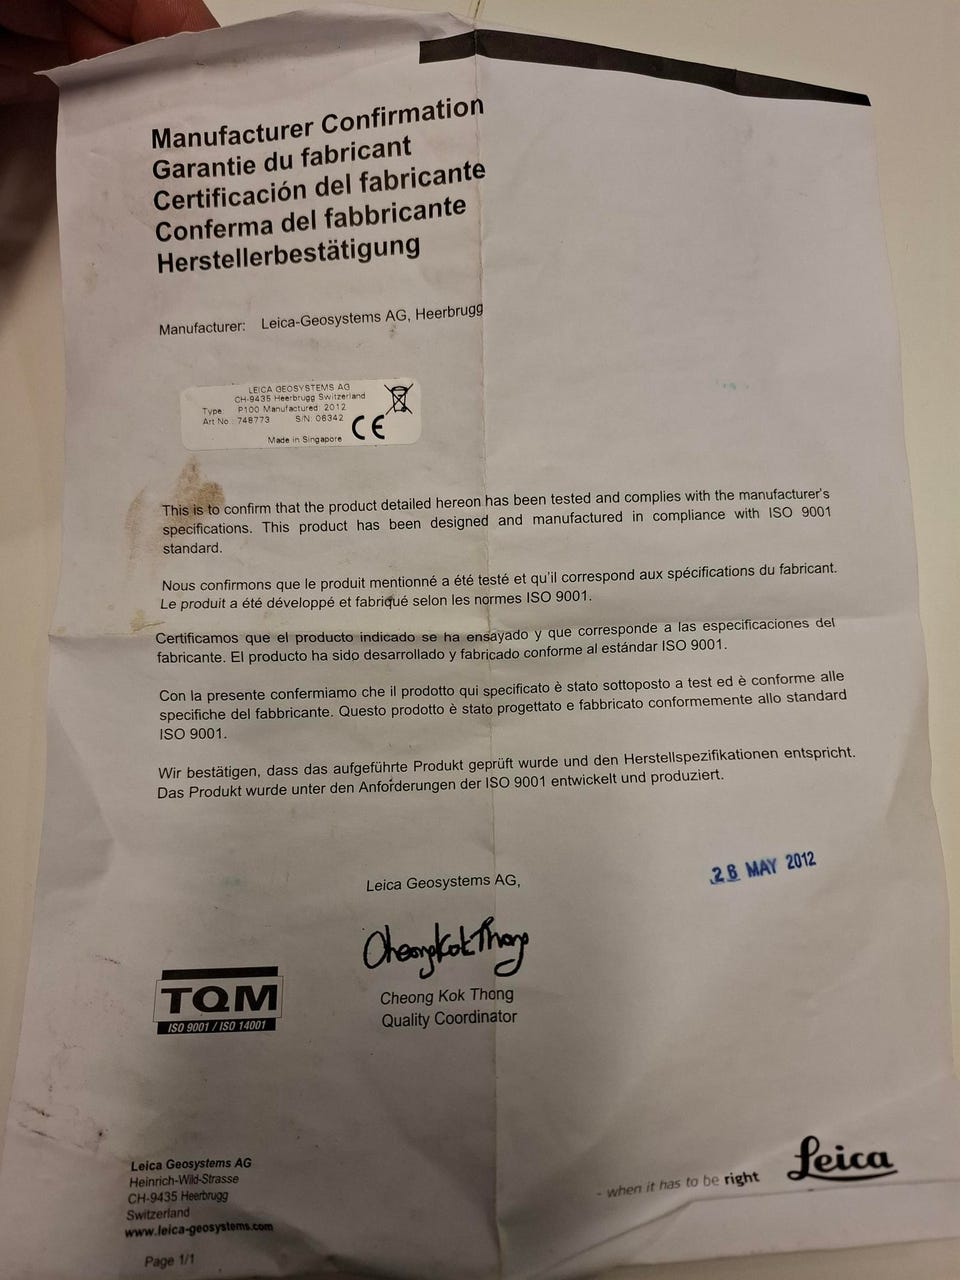 Manufacturer Confirmation
Garantie du fabricant
Certificación del fabricante
Conferma del fabbricante
Herstellerbestätigung
Manufacturer: Leica-Geosystems AG, Heerbrugg
LEICA GEOSYSTEMS AG
CH-9435 Heerbrugg Switzerland
Type P100 Manufactured: 2012
Art No.: 748773 S/N: 06342
CE
Made in Singapore
This is to confirm that the product detailed hereon has been tested and complies with the manufacturer's
specifications. This product has been designed and manufactured in compliance with ISO 9001
standard.
Nous confirmons que le produit mentionné a été testé et qu'il correspond aux spécifications du fabricant.
Le produit a été développé et fabriqué selon les normes ISO 9001.
Certificamos que el producto indicado se ha ensayado y que corresponde a las especificaciones del
fabricante. El producto ha sido desarrollado y fabricado conforme al estándar ISO 9001.
Con la presente confermiamo che il prodotto qui specificato è stato sottoposto a test ed è conforme alle
specifiche del fabbricante. Questo prodotto è stato progettato e fabbricato conformemente allo standard
ISO 9001.
Wir bestätigen, dass das aufgeführte Produkt geprüft wurde und den Herstellspezifikationen entspricht.
Das Produkt wurde unter den Anforderungen der ISO 9001 entwickelt und produziert.
26 MAY 2012
Leica Geosystems AG,
Cheong Kok Thong
Cheong Kok Thong
Quality Coordinator
TQM
ISO 9001 / ISO 14001
Leica Geosystems AG
Heinrich-Wild-Strasse
CH-9435 Heerbrugg
Switzerland
www.leica-geosystems.com
Page 1/1
- when it has to be right
Leica